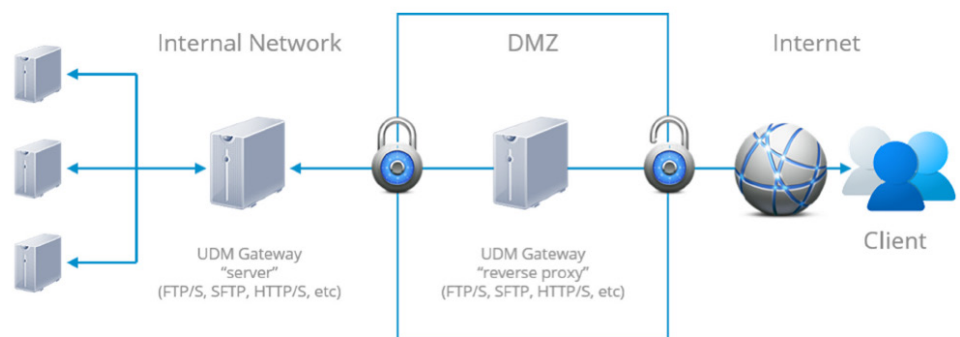 Internal Network
DMZ
Internet
UDM Gateway
“server”
(FTP/S, SFTP, HTTP/S, etc)
UDM Gateway
“reverse proxy”
(FTP/S, SFTP, HTTP/S, etc)
Client